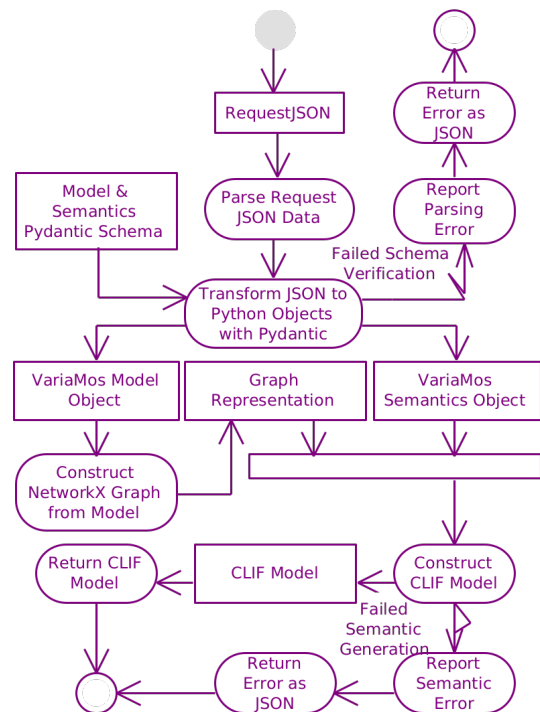 Return
Error as
JSON
RequestJSON
Model &
Semantics
Pydantic Schema
Parse Request
JSON Data
Report
Parsing
Error
Failed Schema
Verification
Transform JSON to
Python Objects
with Pydantic
VariaMos Model
Object
Graph
Representation
VariaMos
Semantics Object
Construct
NetworkX Graph
from Model
Return CLIF
Model
CLIF Model
Construct
CLIF Model
Failed
Semantic
Generation
Return
Error as
JSON
Report
Semantic
Error